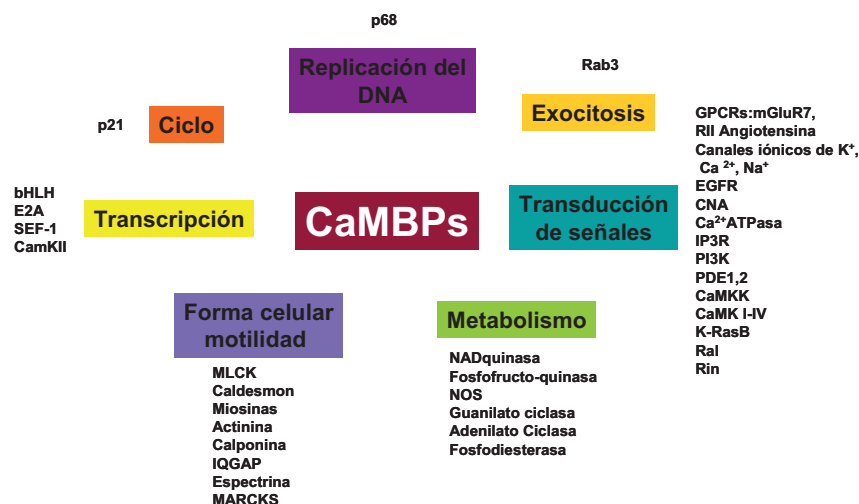 p68
Replicación del
DNA
Rab3
Exocitosis
p21
Ciclo
GPCRs:mGluR7,
RII Angiotensina
Canales iónicos de K⁺,
Ca ²⁺, Na⁺
EGFR
CNA
Ca²⁺ATPasa
IP3R
PI3K
PDE1,2
CaMKK
CaMK I-IV
K-RasB
Ral
Rin
bHLH
E2A
SEF-1
CamKII
Transcripción
CaMBPs
Transducción
de señales
Forma celular
motilidad
MLCK
Caldesmon
Miosinas
Actinina
Calponina
IQGAP
Espectrina
MARCKS
Metabolismo
NADquinasa
Fosfofructo-quinasa
NOS
Guanilato ciclasa
Adenilato Ciclasa
Fosfodiesterasa